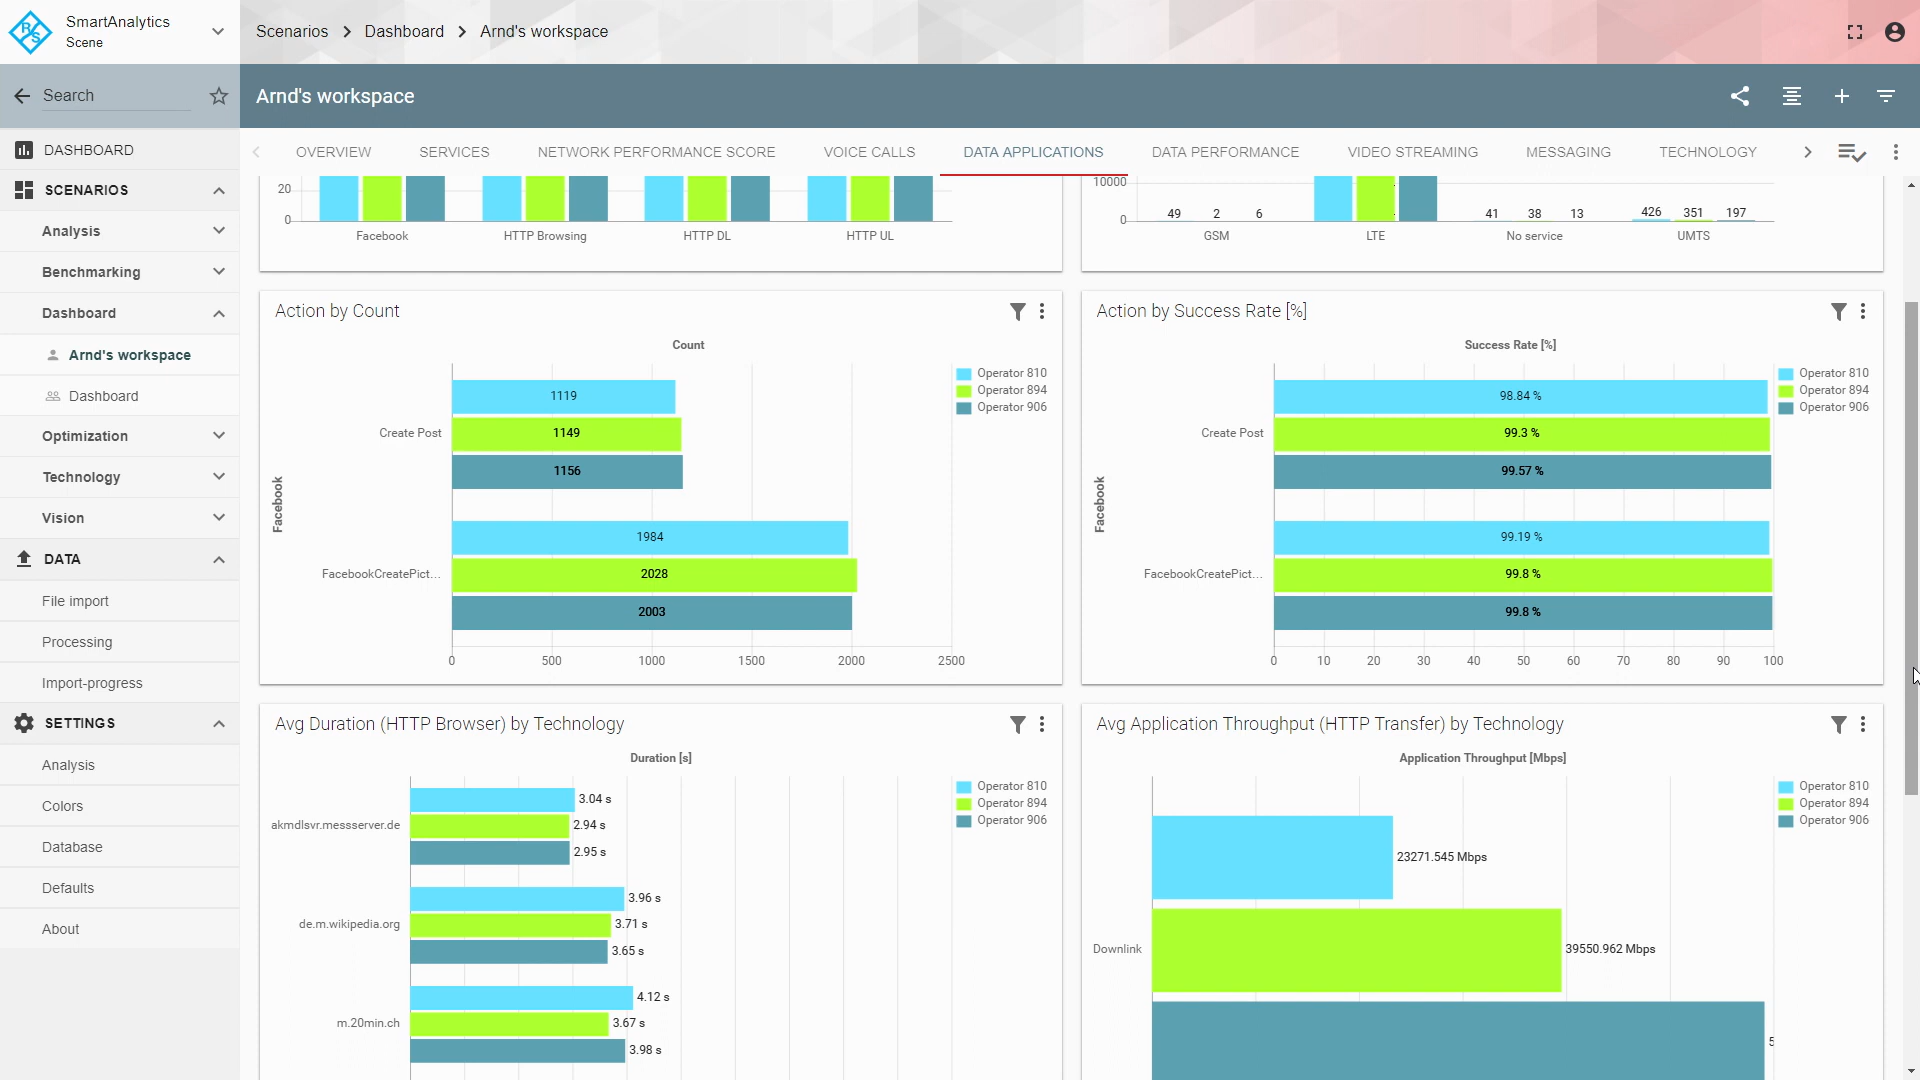 SmartAnalytics
Scene
Scenarios > Dashboard > Arnd's workspace
Search
Arnd's workspace
DASHBOARD
SCENARIOS
Analysis
Benchmarking
Dashboard
Arnd's workspace
Dashboard
Optimization
Technology
Vision
DATA
File import
Processing
Import-progress
SETTINGS
Analysis
Colors
Database
Defaults
About
OVERVIEW SERVICES NETWORK PERFORMANCE SCORE VOICE CALLS DATA APPLICATIONS DATA PERFORMANCE VIDEO STREAMING MESSAGING TECHNOLOGY
20
0
Facebook HTTP Browsing HTTP DL HTTP UL
10000
0
49 2 6 41 38 13 426 351 197
GSM LTE No service UMTS
Action by Count
Count
Operator 810
Operator 894
Operator 906
Facebook
Create Post
1119
1149
1156
FacebookCreatePict...
1984
2028
2003
0 500 1000 1500 2000 2500
Action by Success Rate [%]
Success Rate [%]
Operator 810
Operator 894
Operator 906
Facebook
Create Post
98.84 %
99.3 %
99.57 %
FacebookCreatePict...
99.19 %
99.8 %
99.8 %
0 10 20 30 40 50 60 70 80 90 100
Avg Duration (HTTP Browser) by Technology
Duration [s]
Operator 810
Operator 894
Operator 906
akmdlsvr.messserver.de
3.04 s
2.94 s
2.95 s
de.m.wikipedia.org
3.96 s
3.71 s
3.65 s
m.20min.ch
4.12 s
3.67 s
3.98 s
Avg Application Throughput (HTTP Transfer) by Technology
Application Throughput [Mbps]
Operator 810
Operator 894
Operator 906
Downlink
23271.545 Mbps
39550.962 Mbps